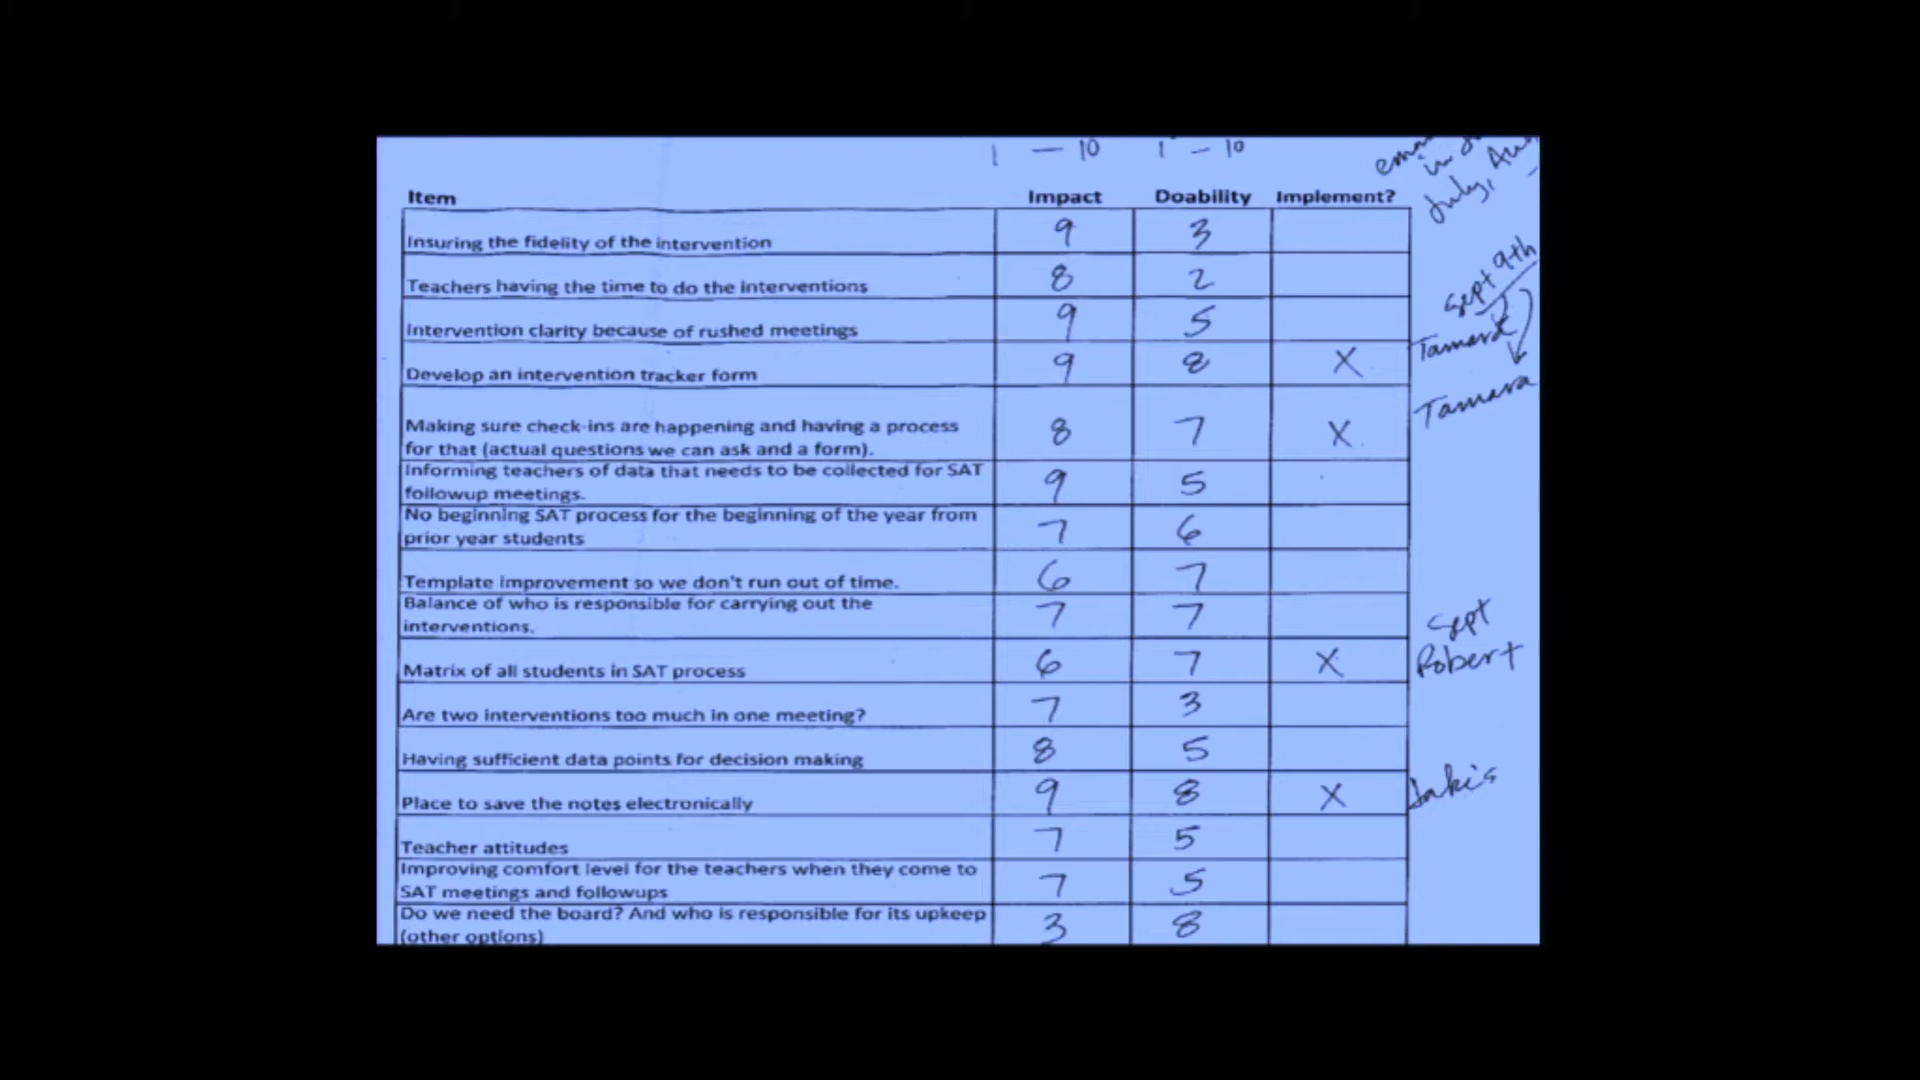 1 — 10 1 — 10
in
July, Aug
Item Impact Doability Implement?
Insuring the fidelity of the intervention 9 3
Sept 9th
Teachers having the time to do the interventions 8 2
Intervention clarity because of rushed meetings 9 5
Tamara
Develop an intervention tracker form 9 8 X
Tamara
Making sure check-ins are happening and having a process
for that (actual questions we can ask and a form). 8 7 X
Informing teachers of data that needs to be collected for SAT
followup meetings. 9 5
No beginning SAT process for the beginning of the year from
prior year students 7 6
Template improvement so we don't run out of time. 6 7
Balance of who is responsible for carrying out the
interventions. 7 7
Sept
Matrix of all students in SAT process 6 7 X Robert
Are two interventions too much in one meeting? 7 3
Having sufficient data points for decision making 8 5
Place to save the notes electronically 9 8 X
Teacher attitudes 7 5
Improving comfort level for the teachers when they come to
SAT meetings and followups 7 5
Do we need the board? And who is responsible for its upkeep
(other options) 3 8